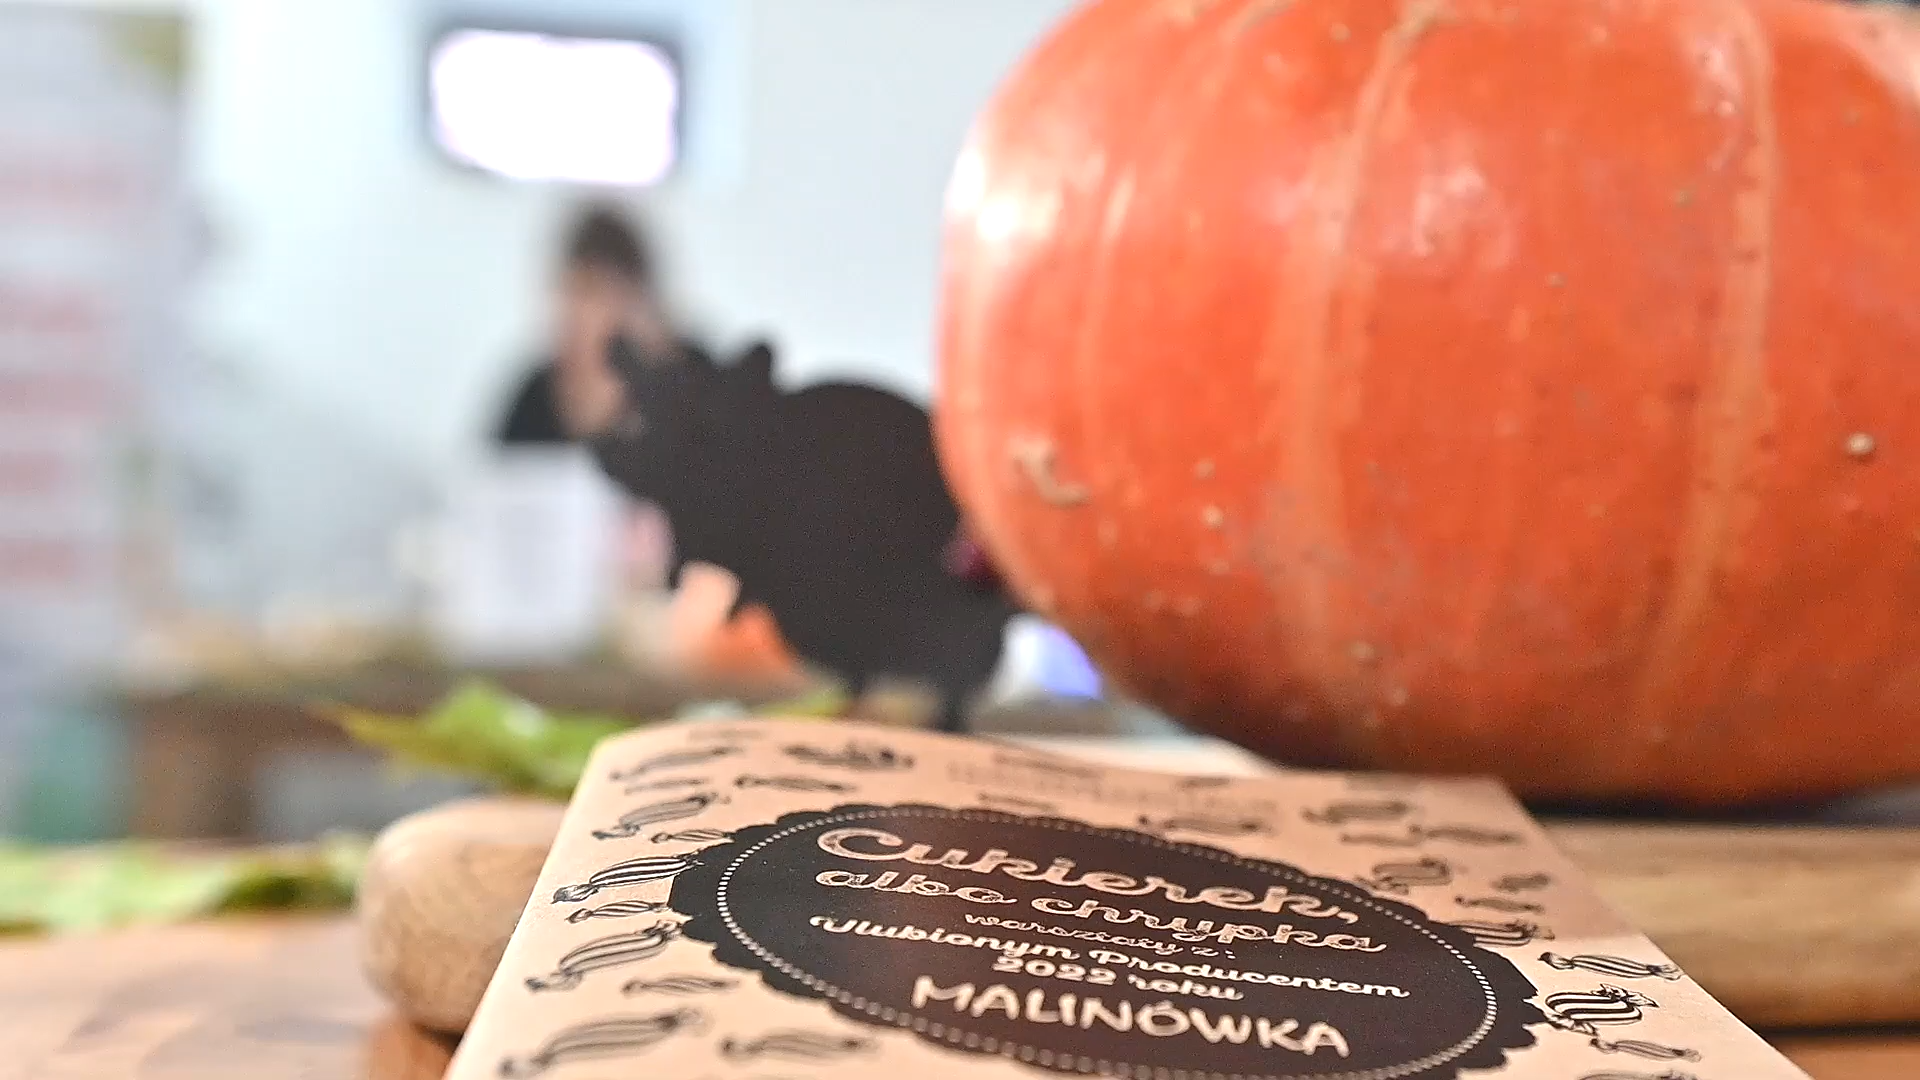 Cukierek,
albo chrypka
warsztaty z:
Ulubionym Producentem
2022 roku
MALINÓWKA